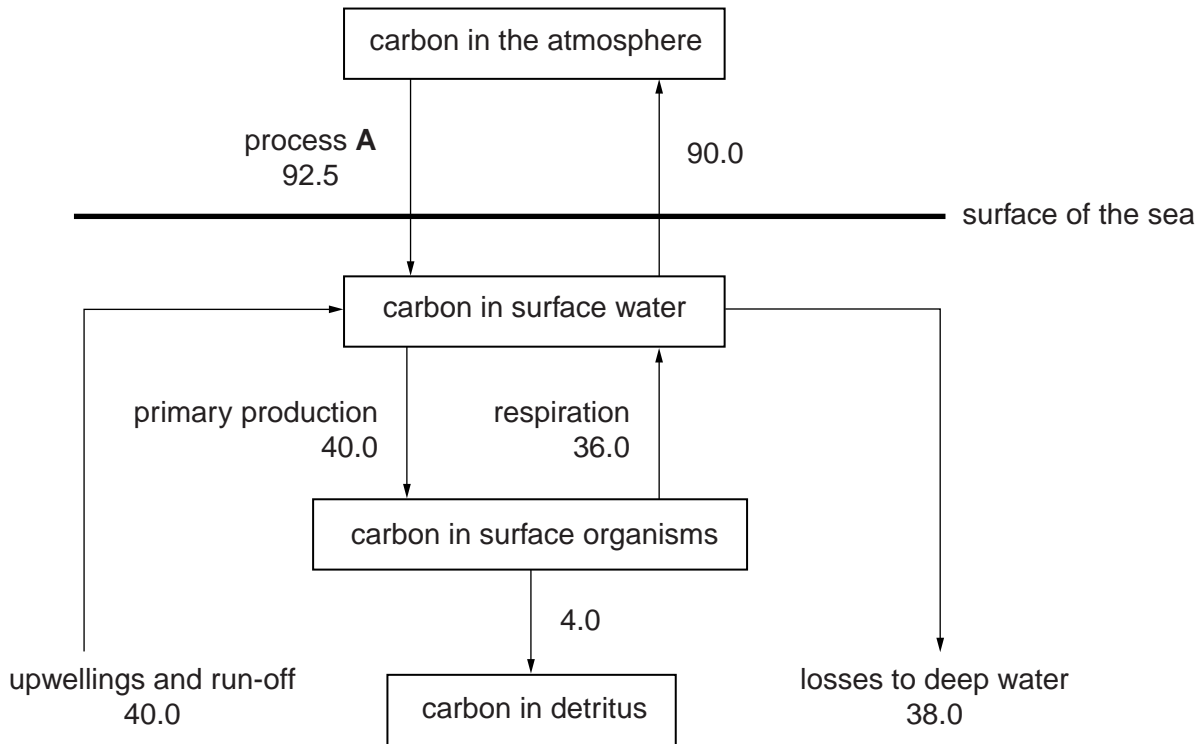 carbon in the atmosphere
process A
92.5
90.0
surface of the sea
carbon in surface water
primary production
40.0
respiration
36.0
carbon in surface organisms
4.0
upwellings and run-off
40.0
carbon in detritus
losses to deep water
38.0